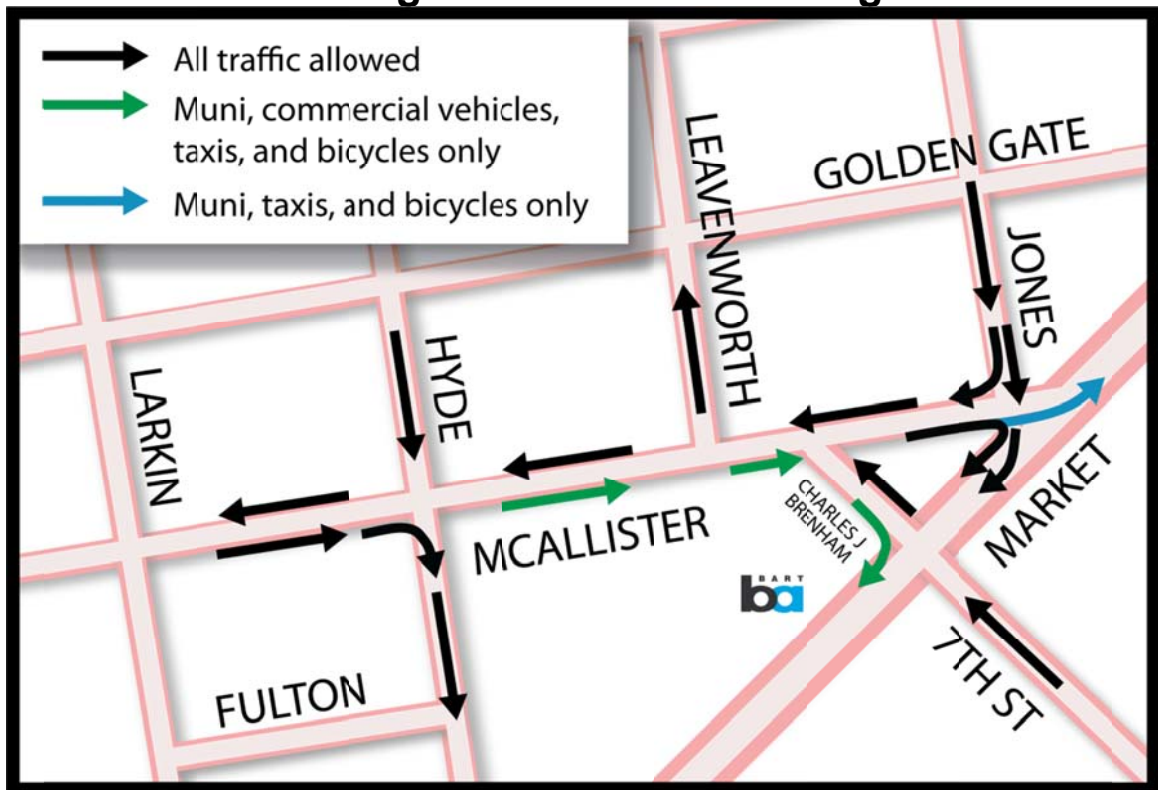 All traffic allowed
Muni, commercial vehicles,
taxis, and bicycles only
Muni, taxis, and bicycles only
LEAVENWORTH
GOLDEN GATE
JONES
HYDE
LARKIN
MCALLISTER
CHARLES J
BRENHAM
MARKET
BART
ba
7TH ST
FULTON